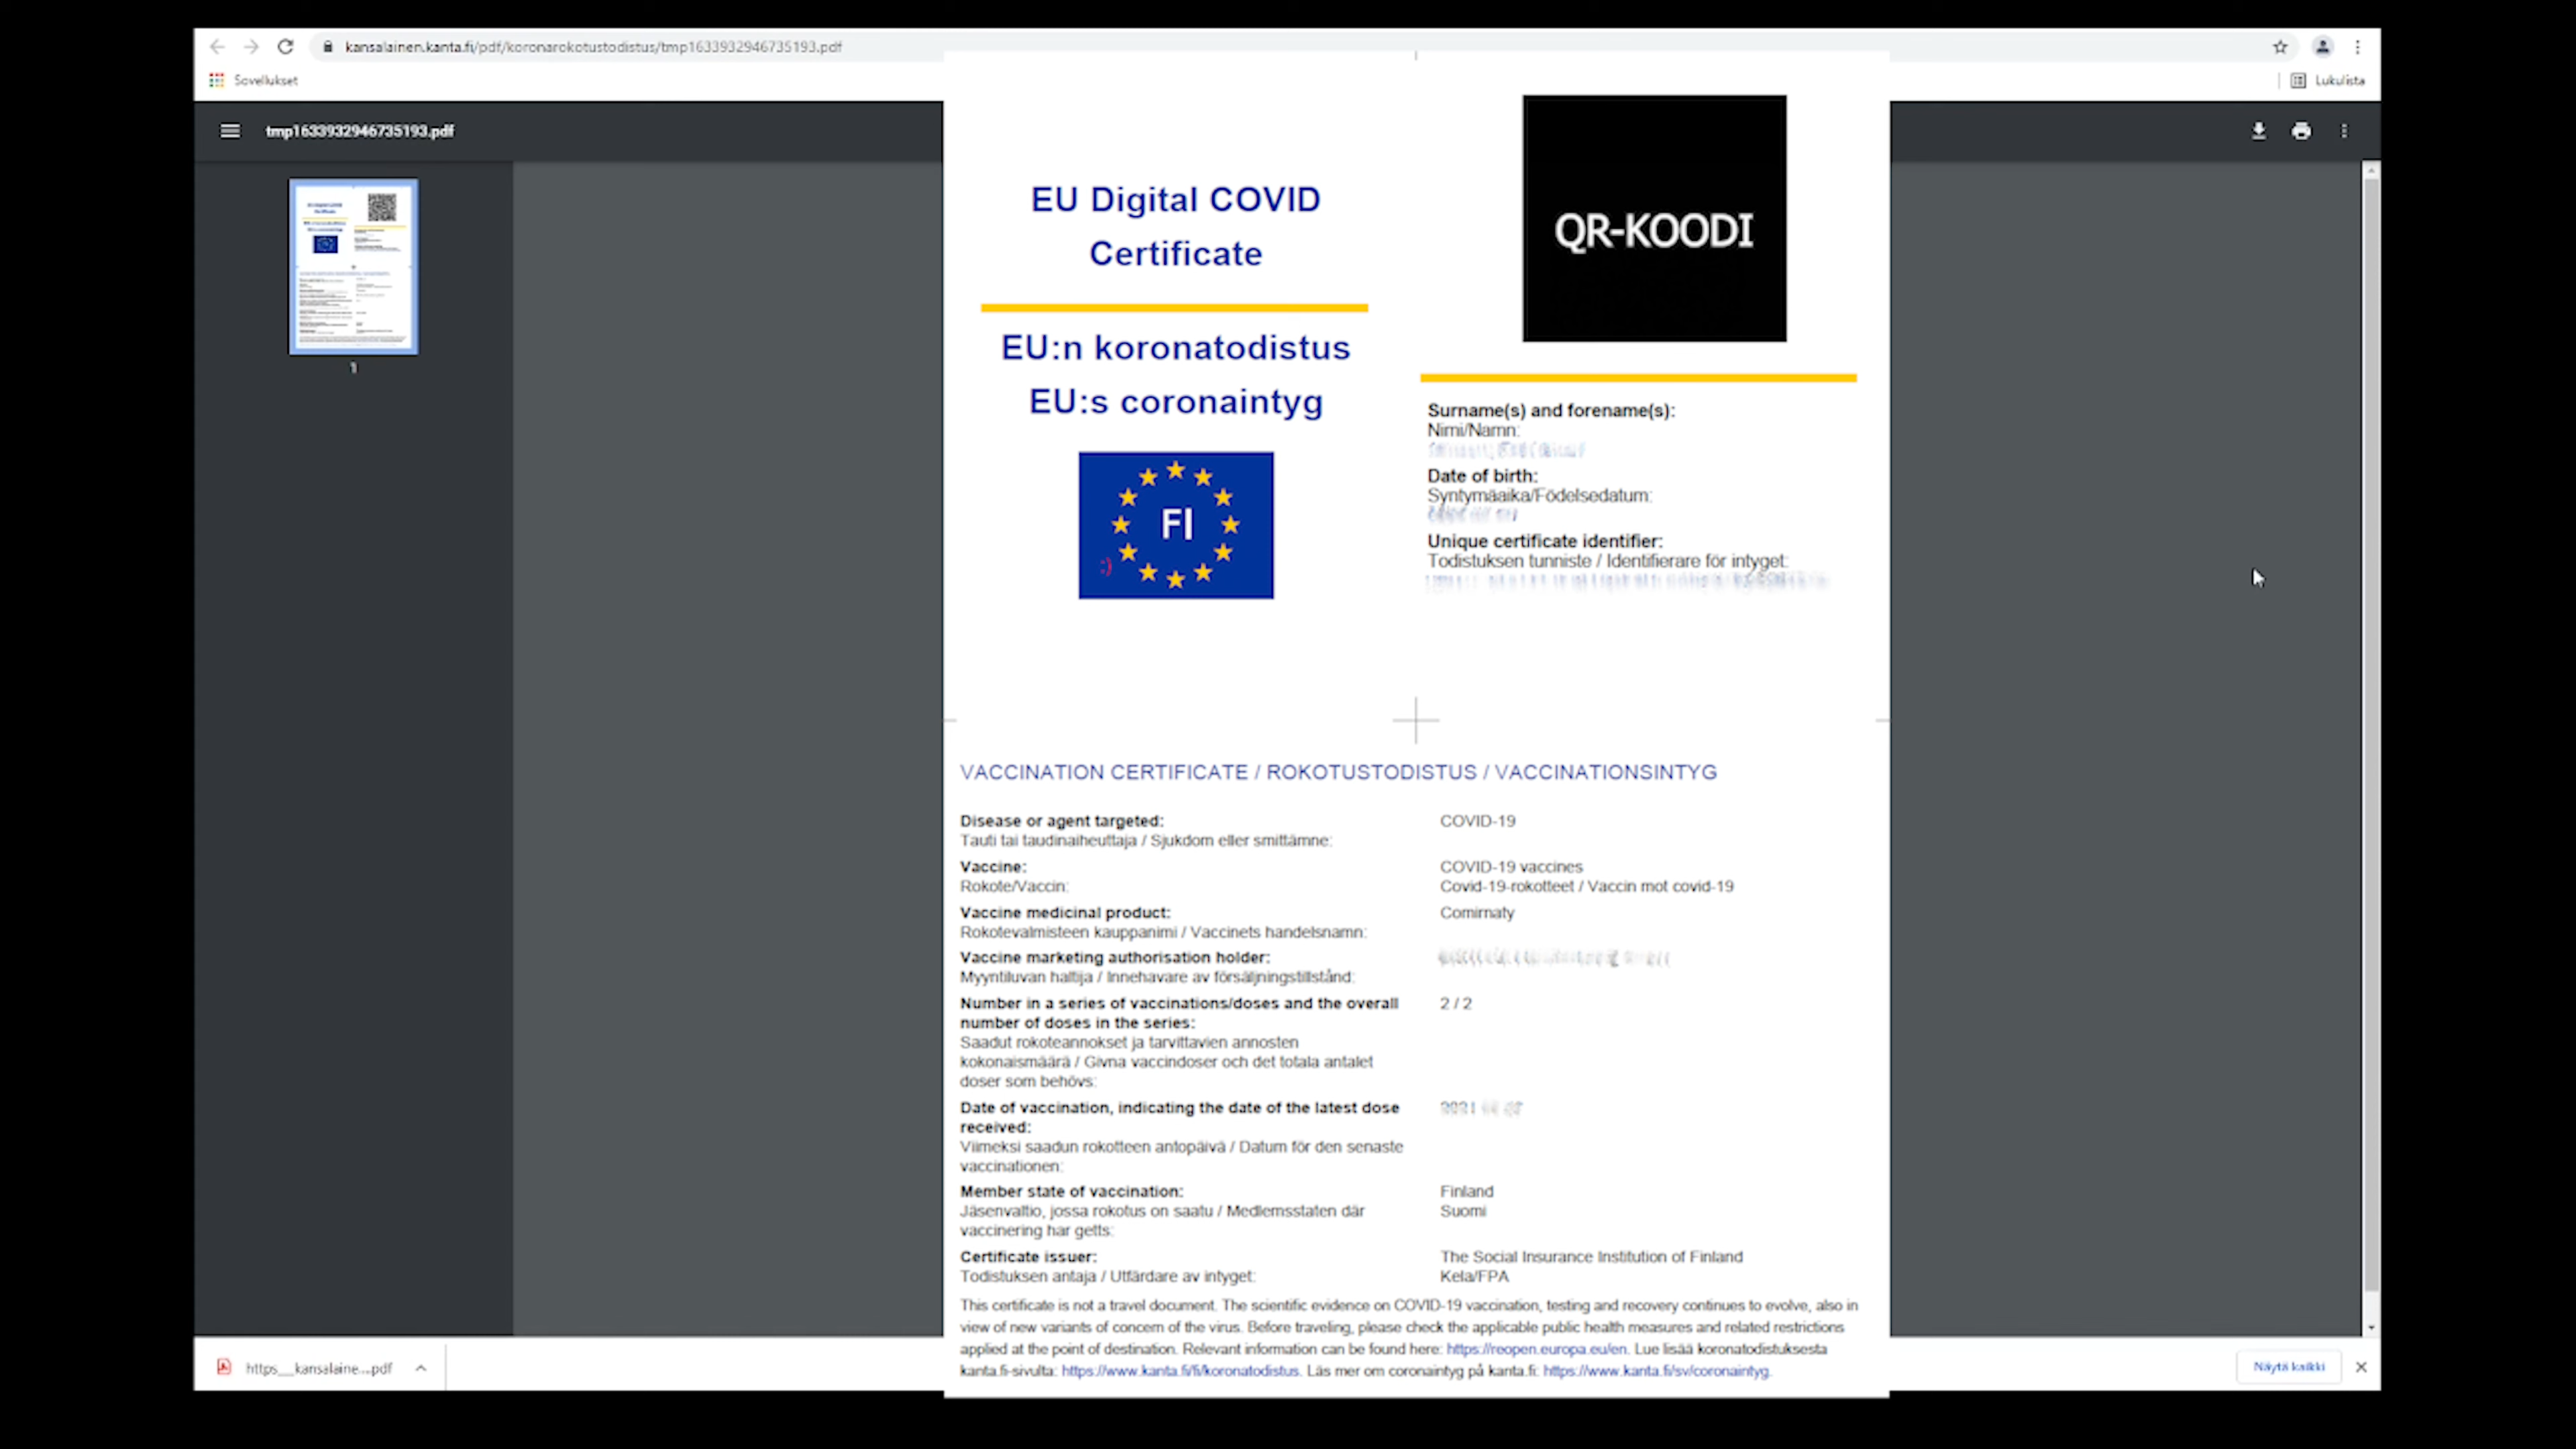 kansalainen.kanta.fi/pdf/koronarokotustodistus/tmp1633932946735193.pdf
Sovellukset
Lukulista
tmp1633932946735193.pdf
1
EU Digital COVID
Certificate
EU:n koronatodistus
EU:s coronaintyg
FI
:)
QR-KOODI
Surname(s) and forename(s):
Nimi/Namn:
Date of birth:
Syntymäaika/Födelsedatum:
Unique certificate identifier:
Todistuksen tunniste / Identifierare för intyget:
VACCINATION CERTIFICATE / ROKOTUSTODISTUS / VACCINATIONSINTYG
Disease or agent targeted: COVID-19
Tauti tai taudinaiheuttaja / Sjukdom eller smittämne:
Vaccine: COVID-19 vaccines
Rokote/Vaccin: Covid-19-rokotteet / Vaccin mot covid-19
Vaccine medicinal product: Comirnaty
Rokotevalmisteen kauppanimi / Vaccinets handelsnamn:
Vaccine marketing authorisation holder:
Myyntiluvan haltija / Innehavare av försäljningstillstånd:
Number in a series of vaccinations/doses and the overall 2 / 2
number of doses in the series:
Saadut rokoteannokset ja tarvittavien annosten
kokonaismäärä / Givna vaccindoser och det totala antalet
doser som behövs:
Date of vaccination, indicating the date of the latest dose 2021
received:
Viimeksi saadun rokotteen antopäivä / Datum för den senaste
vaccinationen:
Member state of vaccination: Finland
Jäsenvaltio, jossa rokotus on saatu / Medlemsstaten där Suomi
vaccinering har getts:
Certificate issuer: The Social Insurance Institution of Finland
Todistuksen antaja / Utfärdare av intyget: Kela/FPA
This certificate is not a travel document. The scientific evidence on COVID-19 vaccination, testing and recovery continues to evolve, also in
view of new variants of concern of the virus. Before traveling, please check the applicable public health measures and related restrictions
applied at the point of destination. Relevant information can be found here: https://reopen.europa.eu/en. Lue lisää koronatodistuksesta
kanta.fi-sivulta: https://www.kanta.fi/fi/koronatodistus. Läs mer om coronaintyg på kanta.fi: https://www.kanta.fi/sv/coronaintyg.
https__kansalaine....pdf
Näytä kaikki